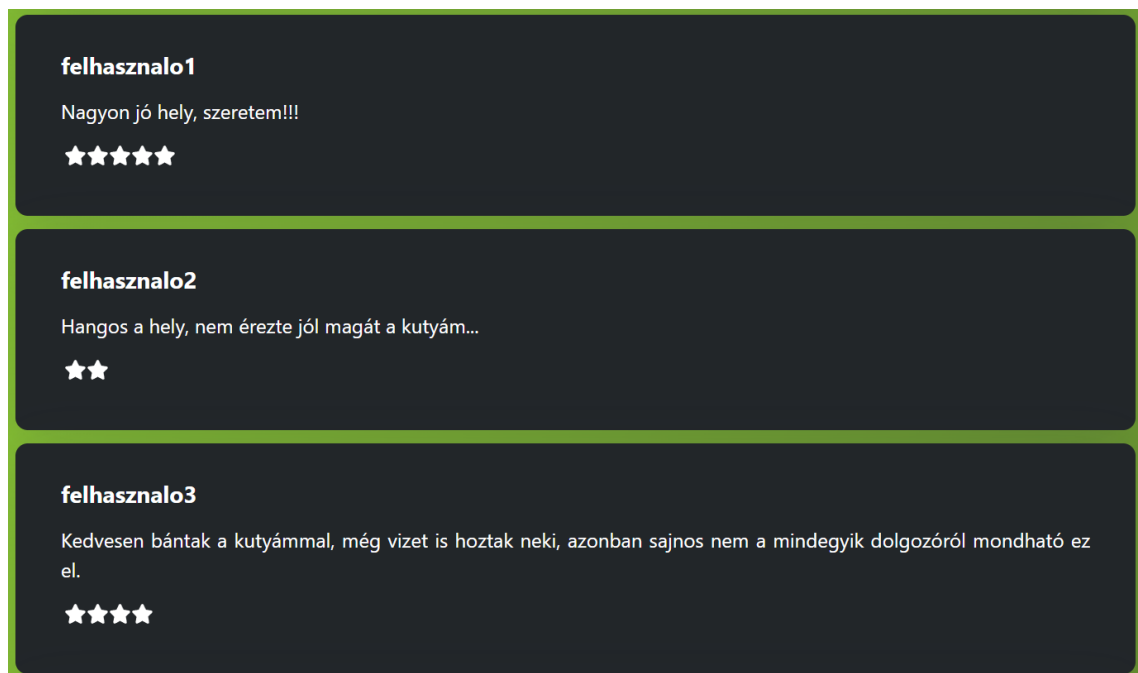 felhasznalo1
Nagyon jó hely, szeretem!!!
felhasznalo2
Hangos a hely, nem érezte jól magát a kutyám...
felhasznalo3
Kedvesen bántak a kutyámmal, még vizet is hoztak neki, azonban sajnos nem a mindegyik dolgozóról mondható ez
el.